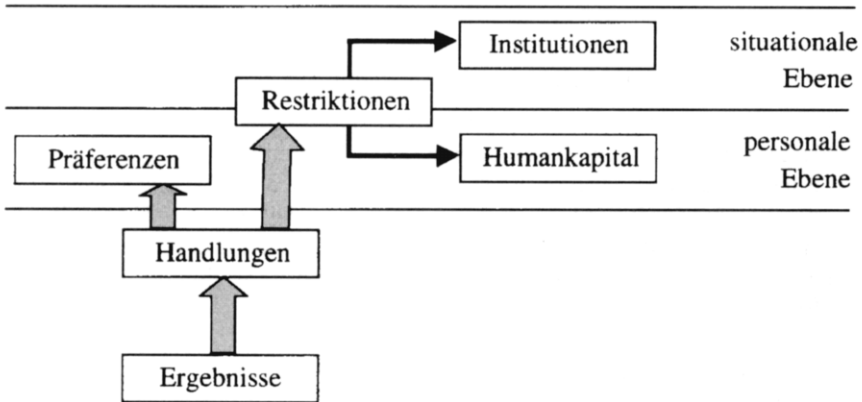 Institutionen
situationale
Ebene
Restriktionen
Präferenzen
Humankapital
personale
Ebene
Handlungen
Ergebnisse